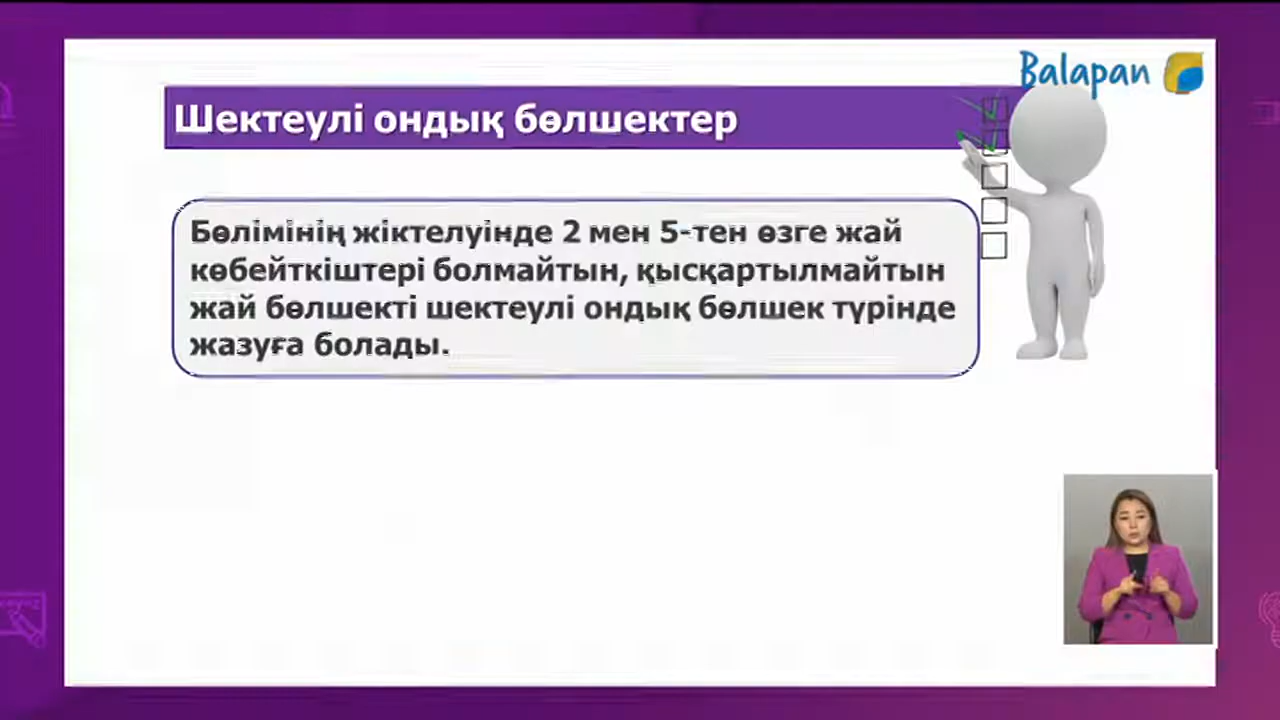 Balapan
Шектеулі ондық бөлшектер
Бөлімінің жіктелуінде 2 мен 5-тен өзге жай
көбейткіштері болмайтын, қысқартылмайтын
жай бөлшекті шектеулі ондық бөлшек түрінде
жазуға болады.